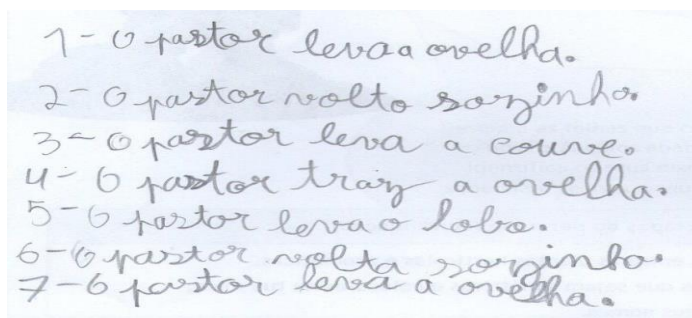 1- O pastor leva a ovelha.
2- O pastor volto sozinho.
3- O pastor leva a couve.
4- O pastor traz a ovelha.
5- O pastor leva o lobo.
6- O pastor volta sozinho.
7- O pastor leva a ovelha.